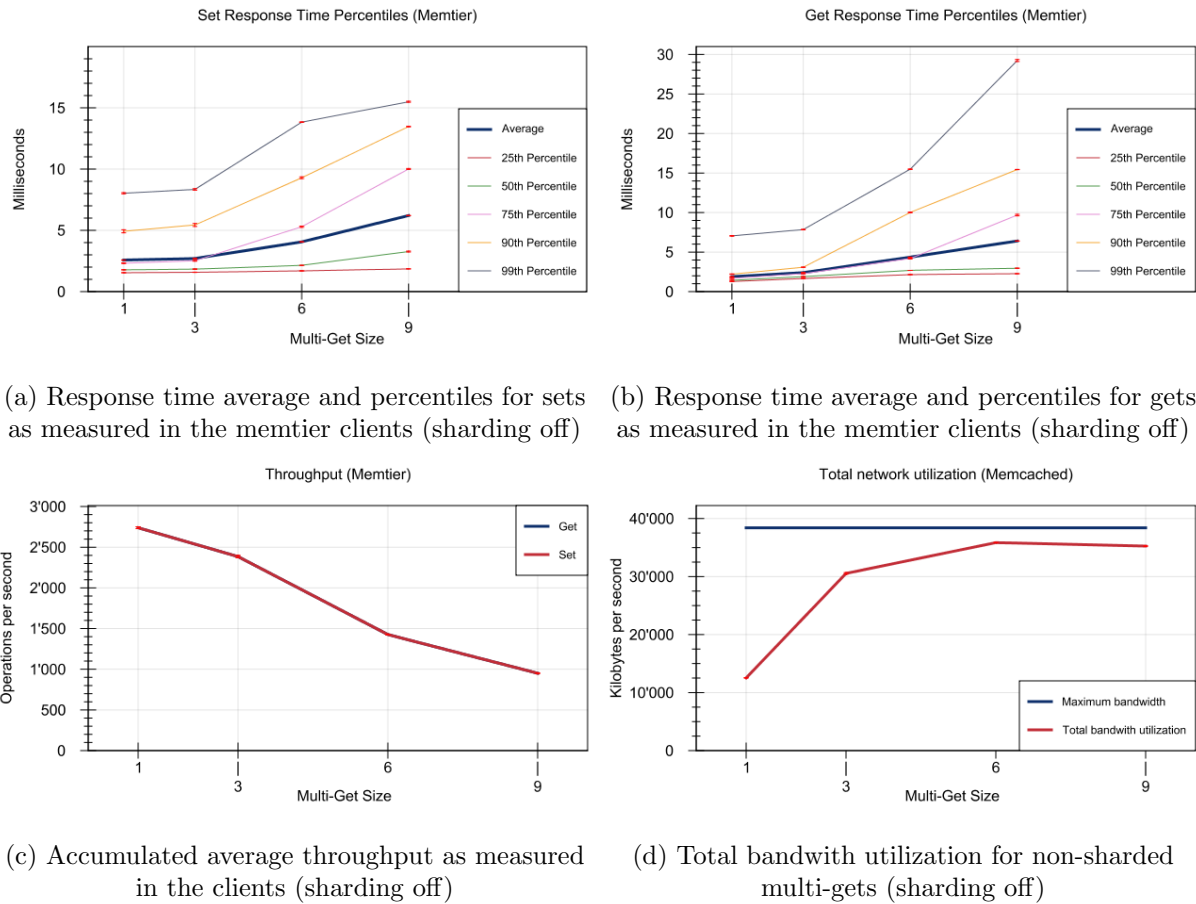 Set Response Time Percentiles (Memtier)
Milliseconds
15
10
5
0
Average
25th Percentile
50th Percentile
75th Percentile
90th Percentile
99th Percentile
1
3
6
9
Multi-Get Size
Get Response Time Percentiles (Memtier)
Milliseconds
30
25
20
15
10
5
0
Average
25th Percentile
50th Percentile
75th Percentile
90th Percentile
99th Percentile
1
3
6
9
Multi-Get Size
(a) Response time average and percentiles for sets
as measured in the memtier clients (sharding off)
(b) Response time average and percentiles for gets
as measured in the memtier clients (sharding off)
Throughput (Memtier)
Operations per second
3'000
2'500
2'000
1'500
1'000
500
0
Get
Set
1
3
6
9
Multi-Get Size
Total network utilization (Memcached)
Kilobytes per second
40'000
30'000
20'000
10'000
0
Maximum bandwidth
Total bandwith utilization
1
3
6
9
Multi-Get Size
(c) Accumulated average throughput as measured
in the clients (sharding off)
(d) Total bandwith utilization for non-sharded
multi-gets (sharding off)